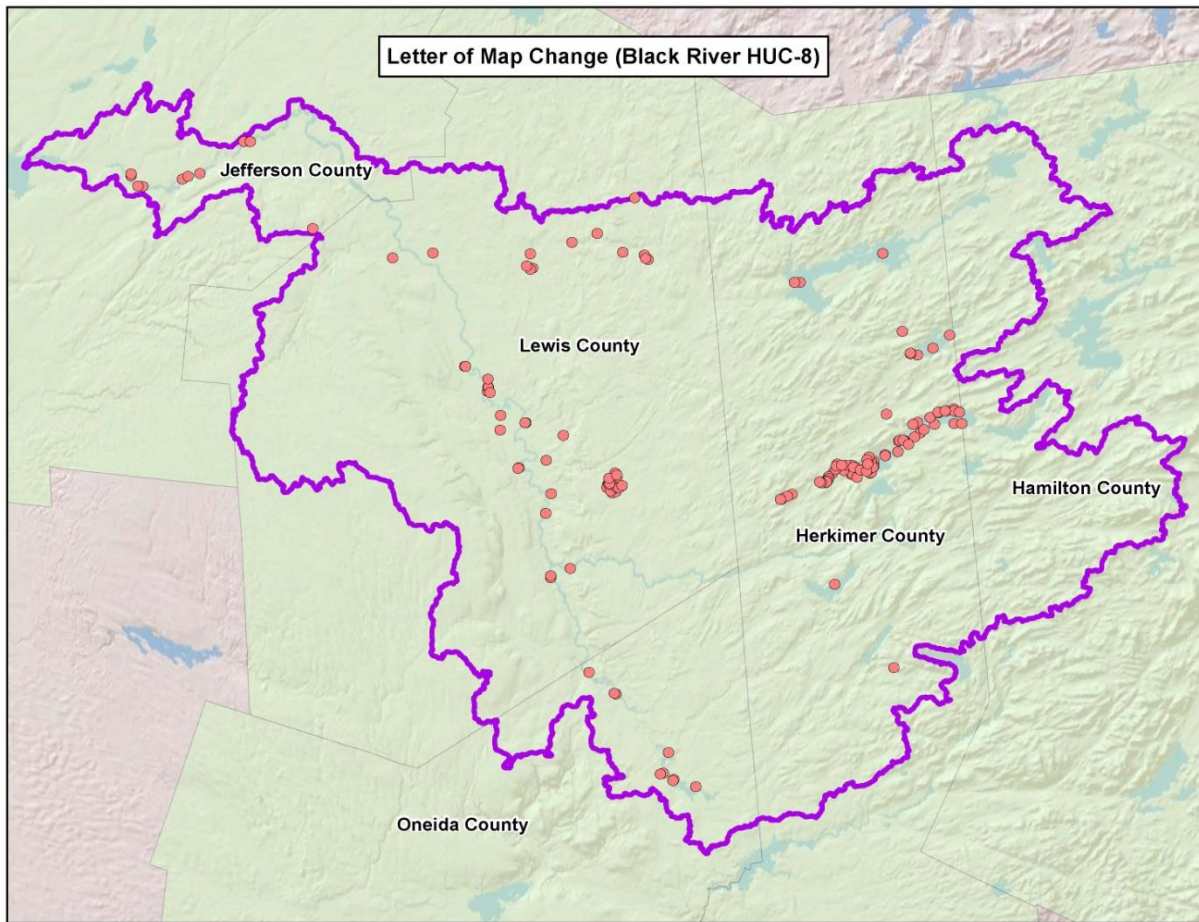 Letter of Map Change (Black River HUC-8)
Jefferson County
Lewis County
Hamilton County
Herkimer County
Oneida County